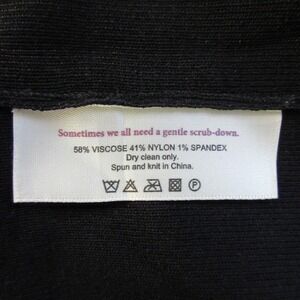 Sometimes we all need a gentle scrub-down.
58% VISCOSE 41% NYLON 1% SPANDEX
Dry clean only.
Spun and knit in China.
P